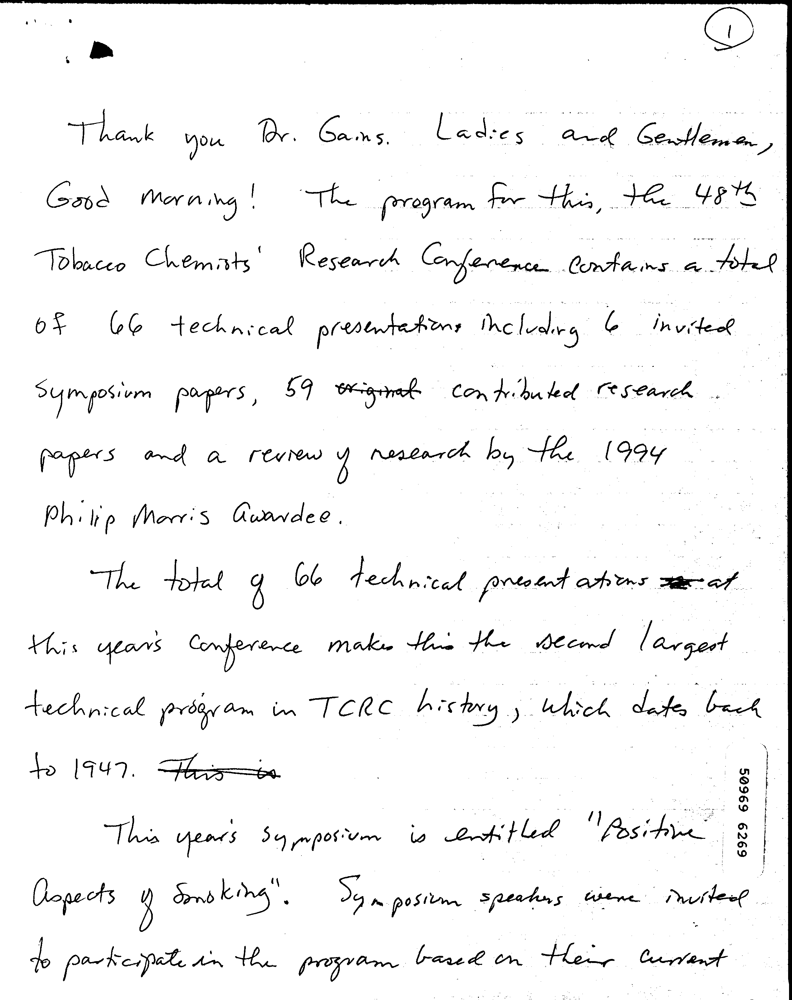 1
Thank you Dr. Gains. Ladies and Gentlemen,
Good morning! The program for this, the 48th
Tobacco Chemists' Research Conference contains a total
of 66 technical presentations including 6 invited
symposium papers, 59 original contributed research
papers and a review of research by the 1994
Philip Morris Awardee.
The total of 66 technical presentations at
this year's Conference makes this the second largest
technical program in TCRC history, which dates back
to 1947. This is
This year's symposium is entitled "Positive
Aspects of Smoking". Symposium speakers were invited
to participate in the program based on their current
50969 6269